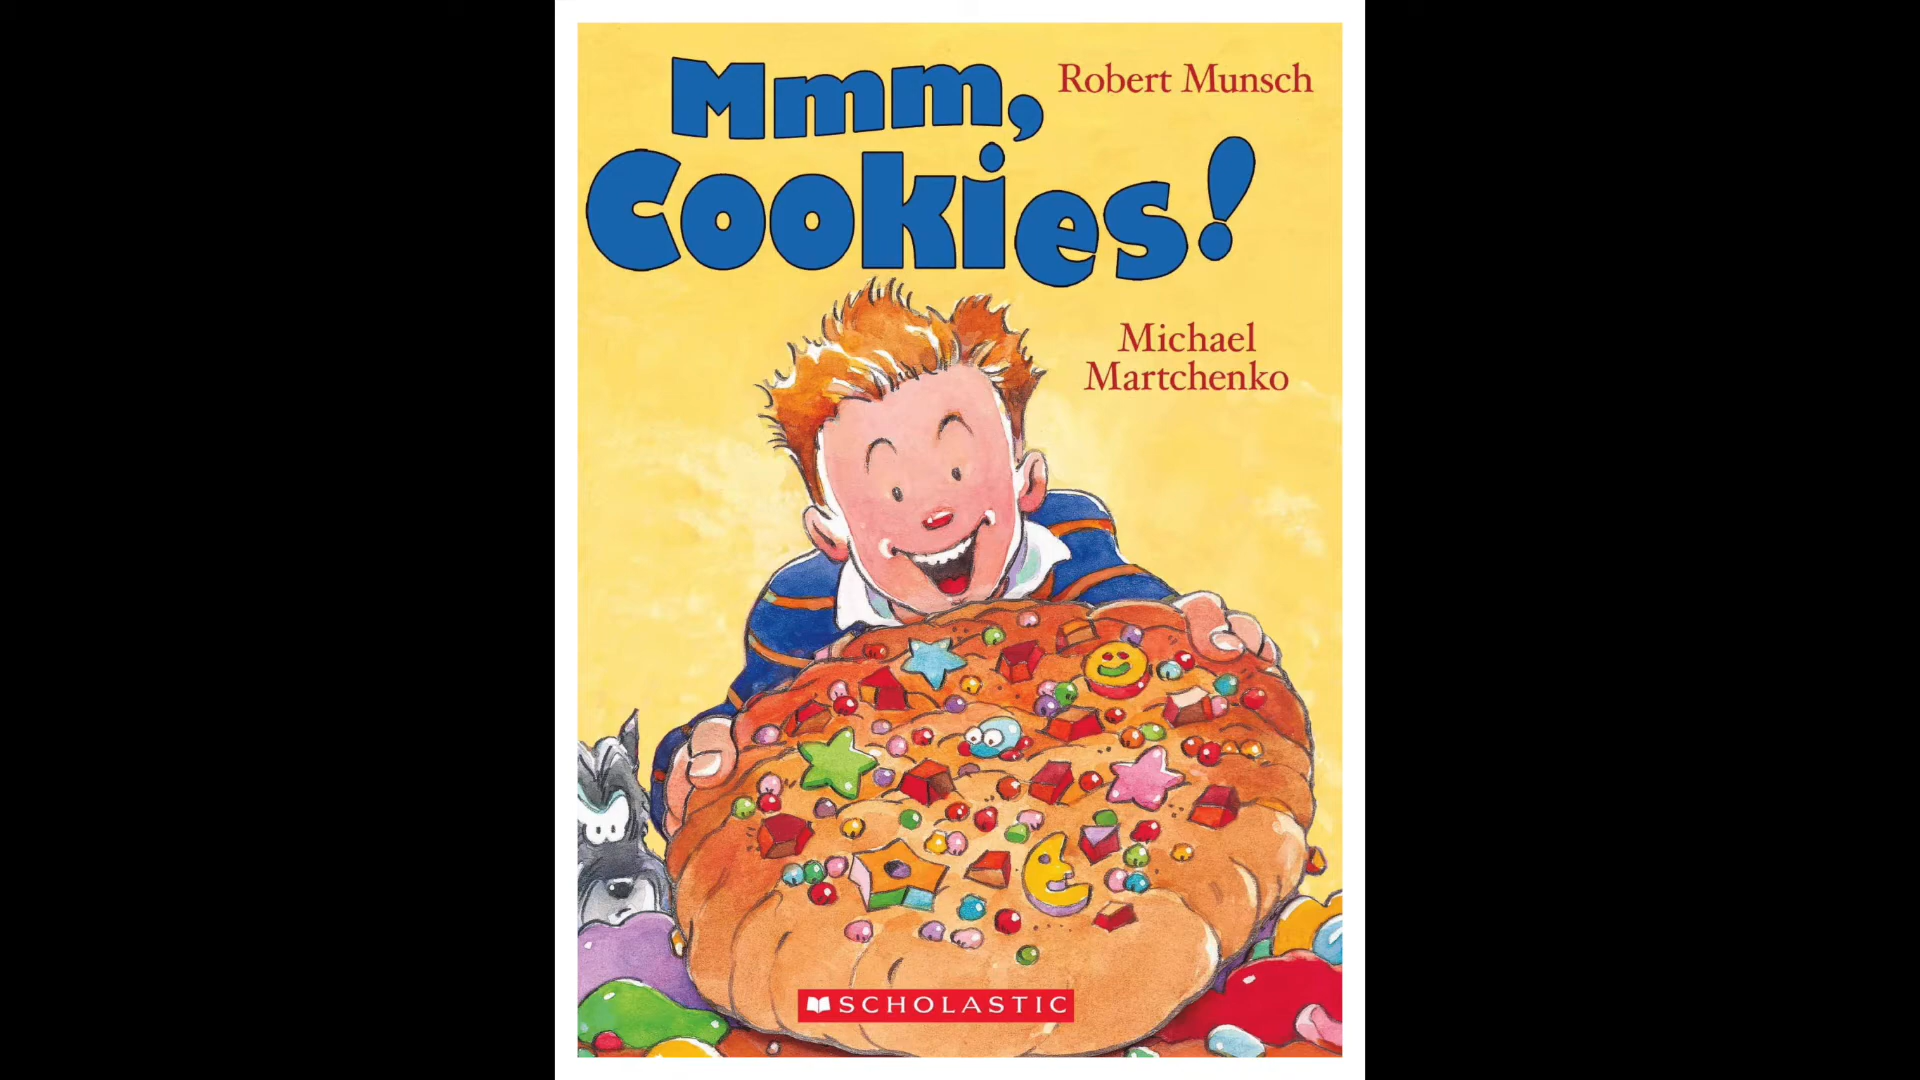 Mmm,
Robert Munsch
Cookies!
Michael
Martchenko
SCHOLASTIC